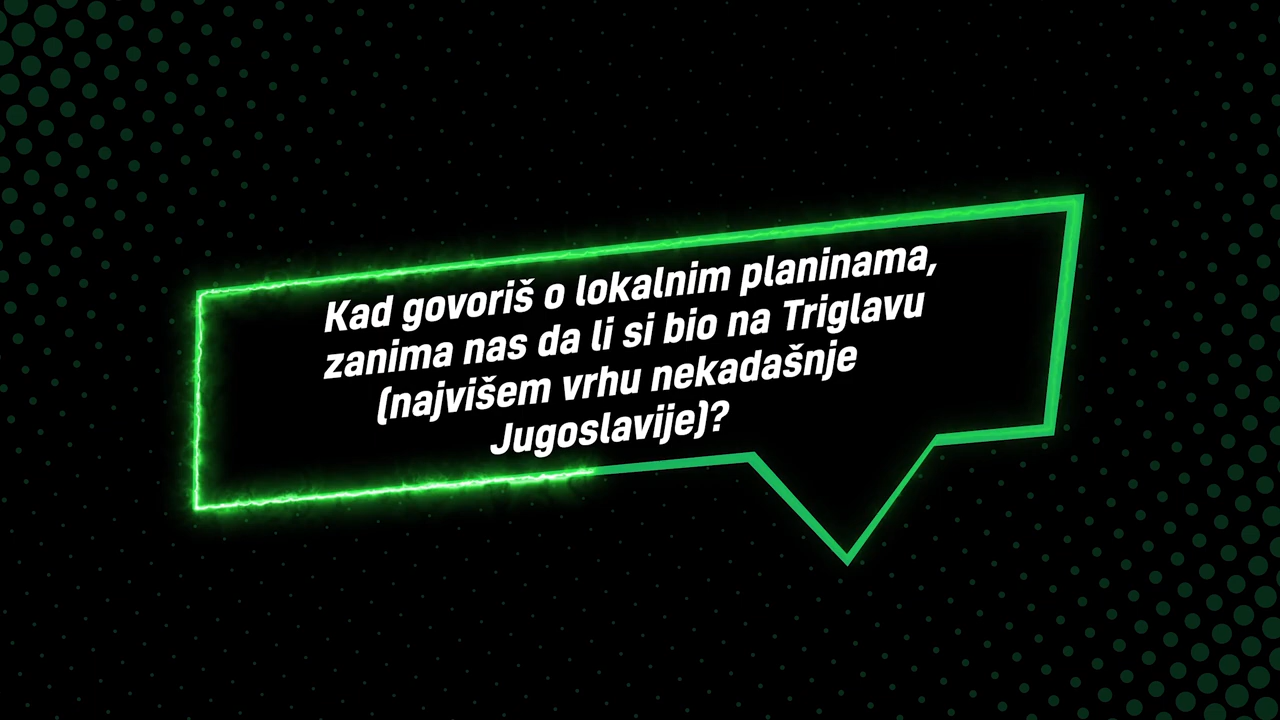 Kad govoriš o lokalnim planinama,
zanima nas da li si bio na Triglavu
(najvišem vrhu nekadašnje
Jugoslavije)?